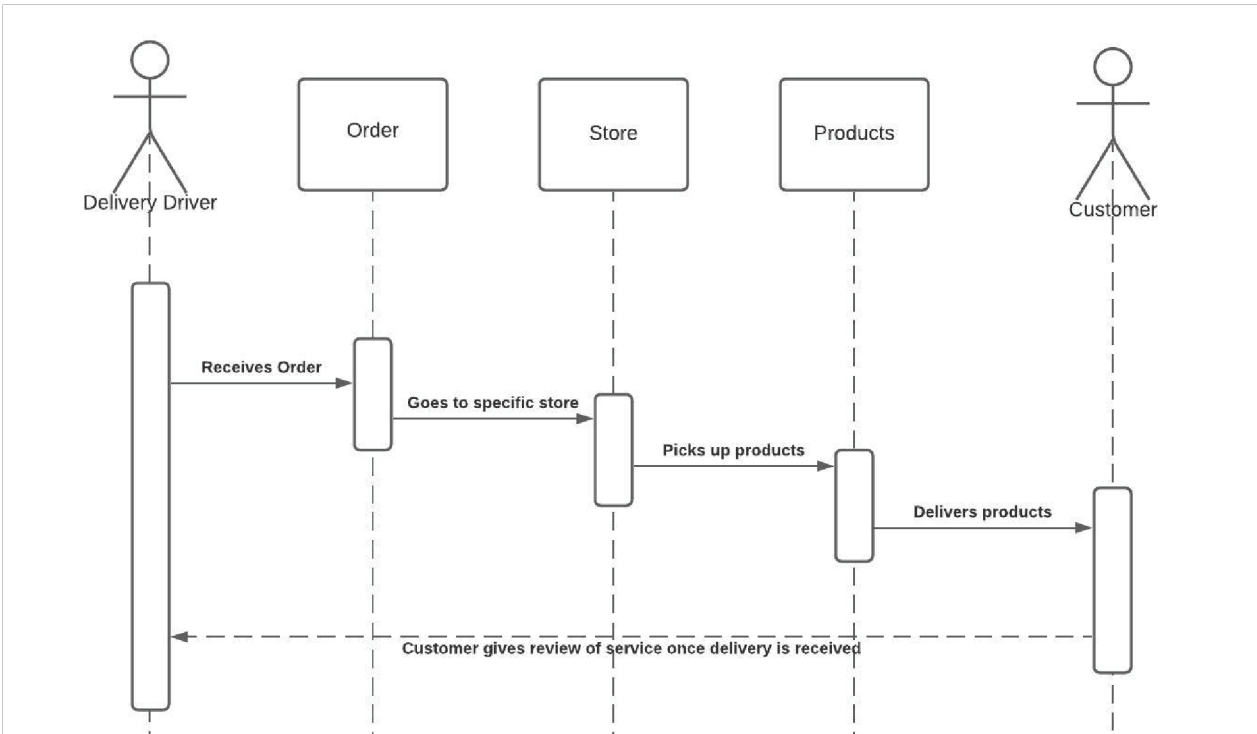 Order
Store
Products
Delivery Driver
Customer
Receives Order
Goes to specific store
Picks up products
Delivers products
Customer gives review of service once delivery is received